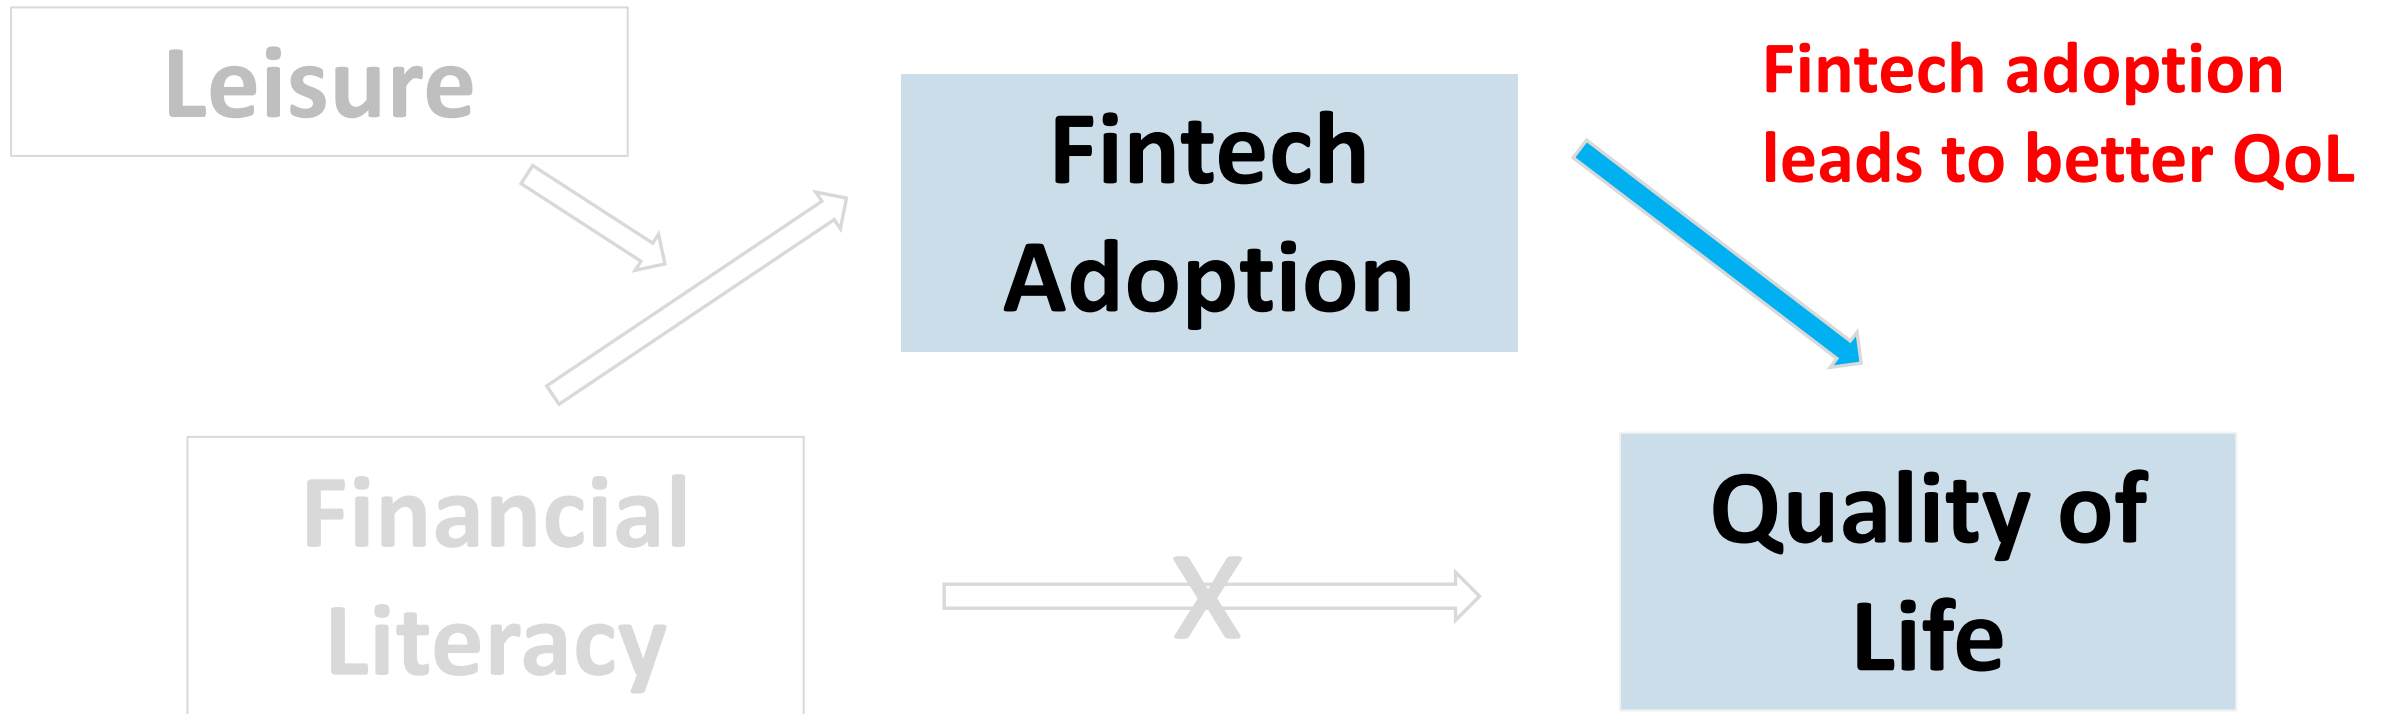 Leisure
Fintech
Adoption
Fintech adoption
leads to better QoL
Financial
Literacy
X
Quality of
Life